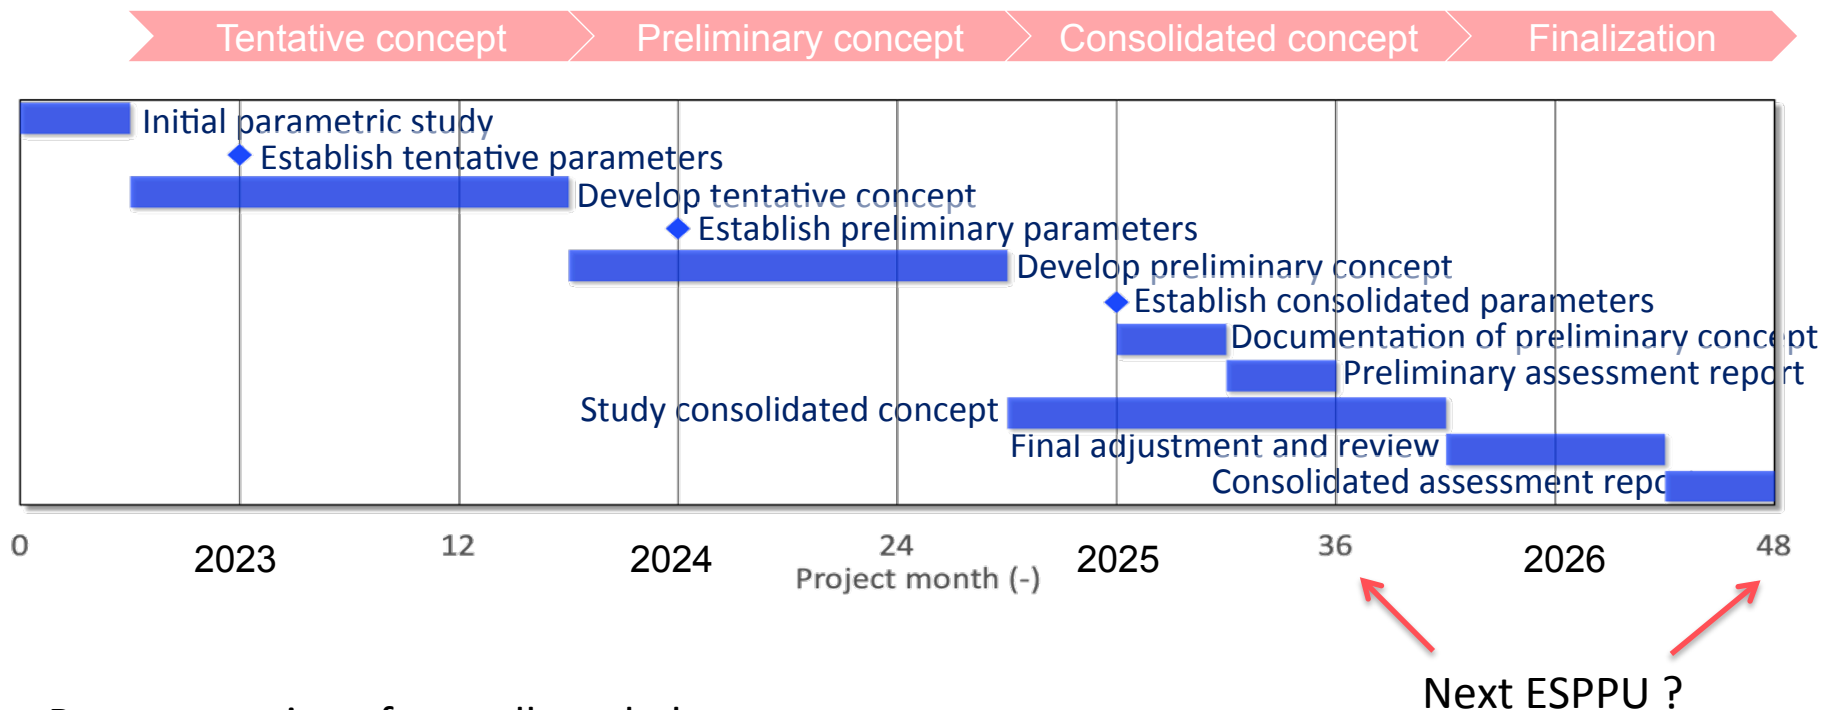 Tentative concept
Preliminary concept
Consolidated concept
Finalization
Initial parametric study
Establish tentative parameters
Develop tentative concept
Establish preliminary parameters
Develop preliminary concept
Establish consolidated parameters
Documentation of preliminary concept
Preliminary assessment report
Study consolidated concept
Final adjustment and review
Consolidated assessment repo
0 12 24 36 48
2023 2024 2025 2026
Project month (-)
Next ESPPU ?